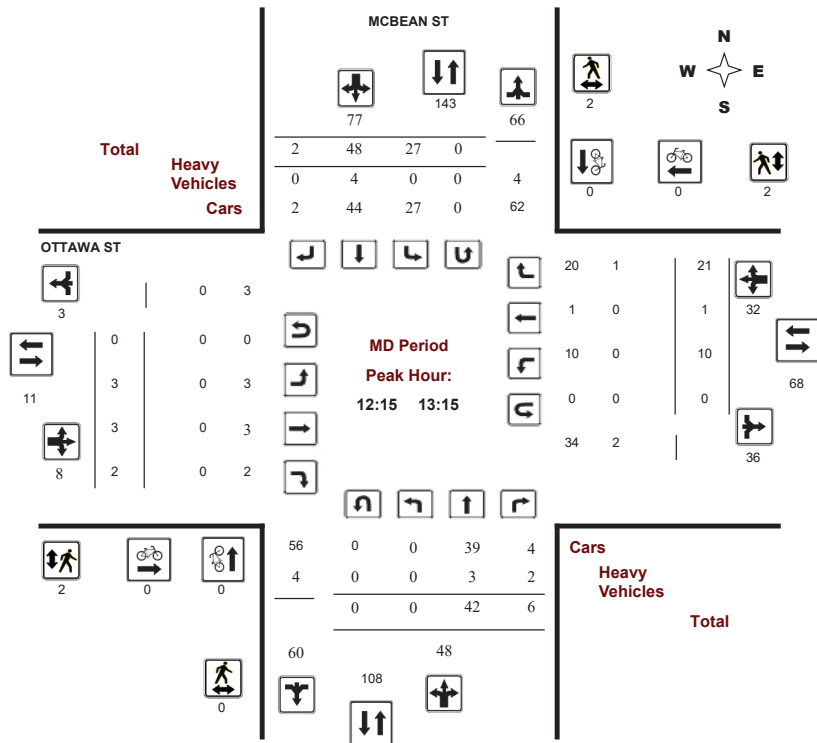 MCBEAN ST
N
W E
S
143
2
77 66
Total 2 48 27 0
Heavy
Vehicles 0 4 0 0 4
Cars 2 44 27 0 62
0 0 2
OTTAWA ST
3 0 3
20 1 21
32
0 0 0
1 0 1
11
3 0 3
10 0 10
68
3 0 3
0 0 0
8 2 0 2
34 2 36
MD Period
Peak Hour:
12:15 13:15
56 0 0 39 4 Cars
4 0 0 3 2 Heavy
Vehicles
0 0 42 6 Total
2 0 0
60 48
108
0